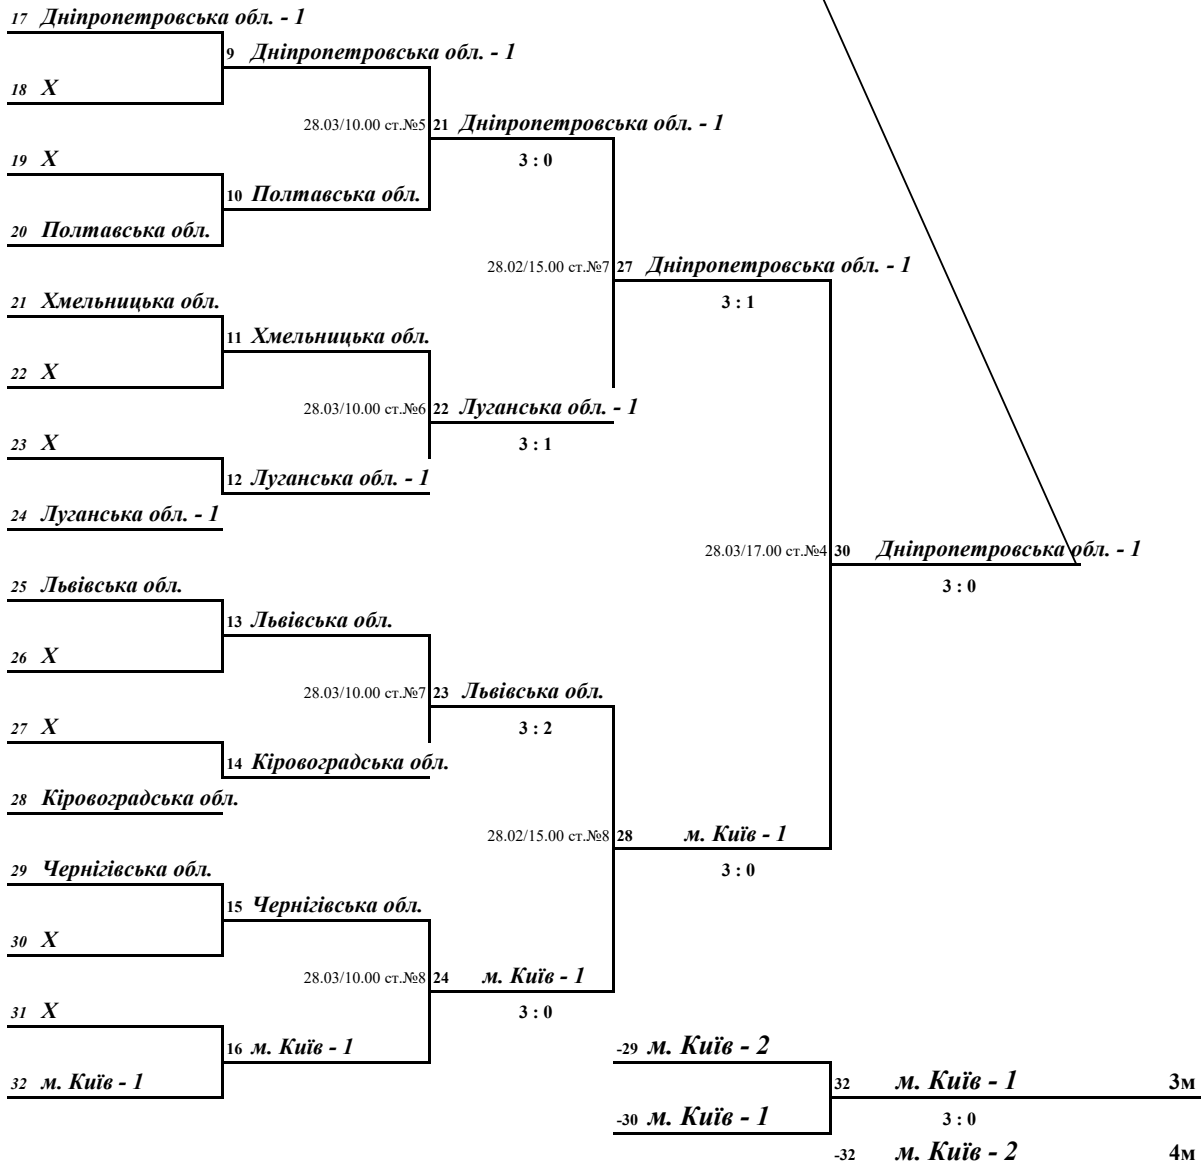 17 Дніпропетровська обл. - 1
9 Дніпропетровська обл. - 1
18 Х
28.03/10.00 ст.№5 21 Дніпропетровська обл. - 1
19 Х
3 : 0
10 Полтавська обл.
20 Полтавська обл.
28.02/15.00 ст.№7 27 Дніпропетровська обл. - 1
21 Хмельницька обл.
3 : 1
11 Хмельницька обл.
22 Х
28.03/10.00 ст.№6 22 Луганська обл. - 1
23 Х
3 : 1
12 Луганська обл. - 1
24 Луганська обл. - 1
28.03/17.00 ст.№4 30 Дніпропетровська обл. - 1
25 Львівська обл.
3 : 0
13 Львівська обл.
26 Х
28.03/10.00 ст.№7 23 Львівська обл.
27 Х
3 : 2
14 Кіровоградська обл.
28 Кіровоградська обл.
28.02/15.00 ст.№8 28 м. Київ - 1
29 Чернігівська обл.
3 : 0
15 Чернігівська обл.
30 Х
28.03/10.00 ст.№8 24 м. Київ - 1
31 Х
3 : 0
16 м. Київ - 1
-29 м. Київ - 2
32 м. Київ - 1
32 м. Київ - 1 3м
-30 м. Київ - 1
3 : 0
-32 м. Київ - 2 4м